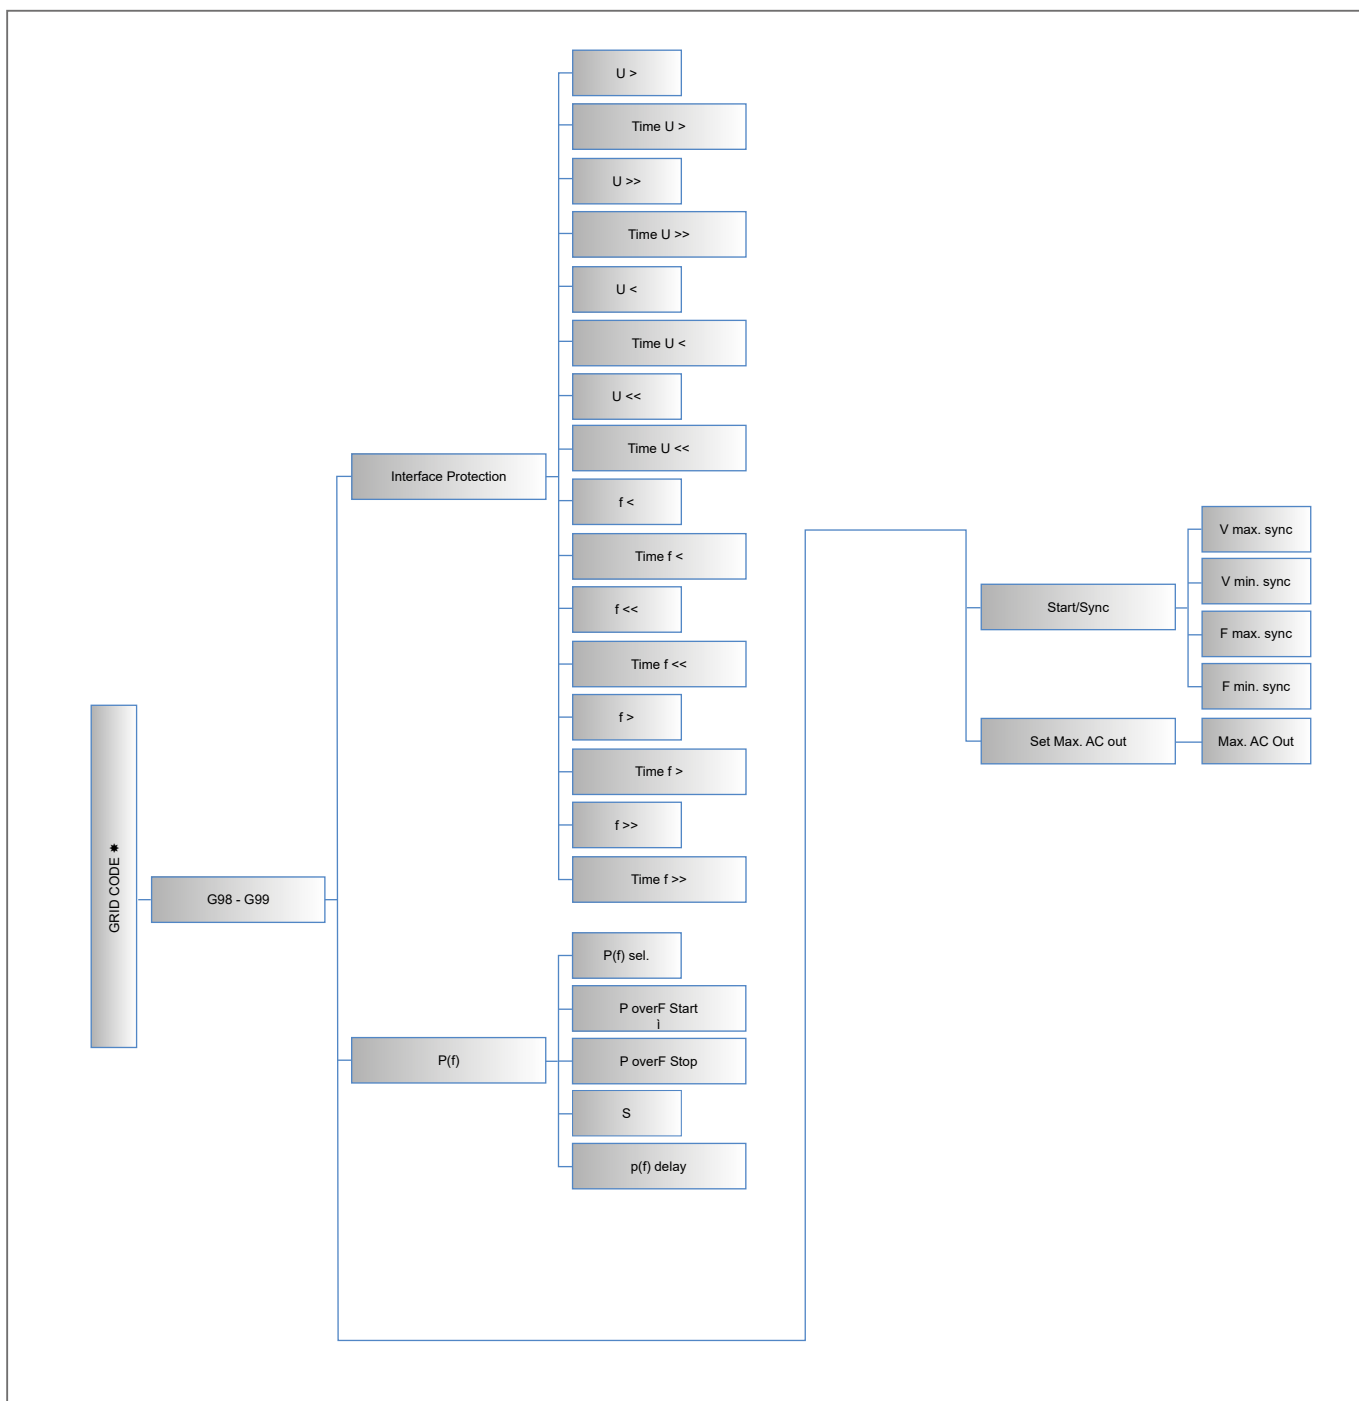 GRID CODE ✸
G98 - G99
Interface Protection
U >
Time U >
U >>
Time U >>
U <
Time U <
U <<
Time U <<
f <
Time f <
f <<
Time f <<
f >
Time f >
f >>
Time f >>
P(f)
P(f) sel.
P overF Start
ì
P overF Stop
S
p(f) delay
Start/Sync
V max. sync
V min. sync
F max. sync
F min. sync
Set Max. AC out
Max. AC Out